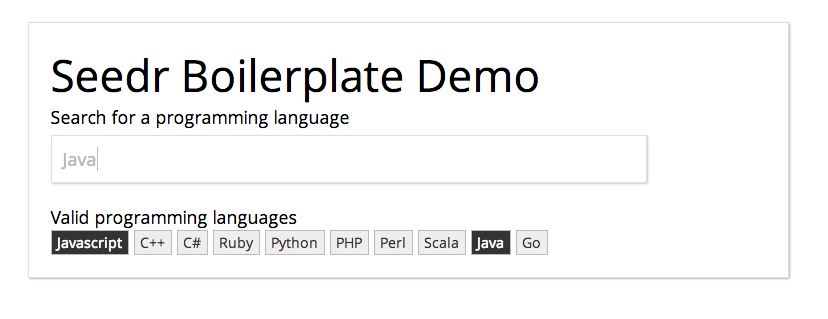 Seedr Boilerplate Demo
Search for a programming language
Java
Valid programming languages
Javascript C++ C# Ruby Python PHP Perl Scala Java Go